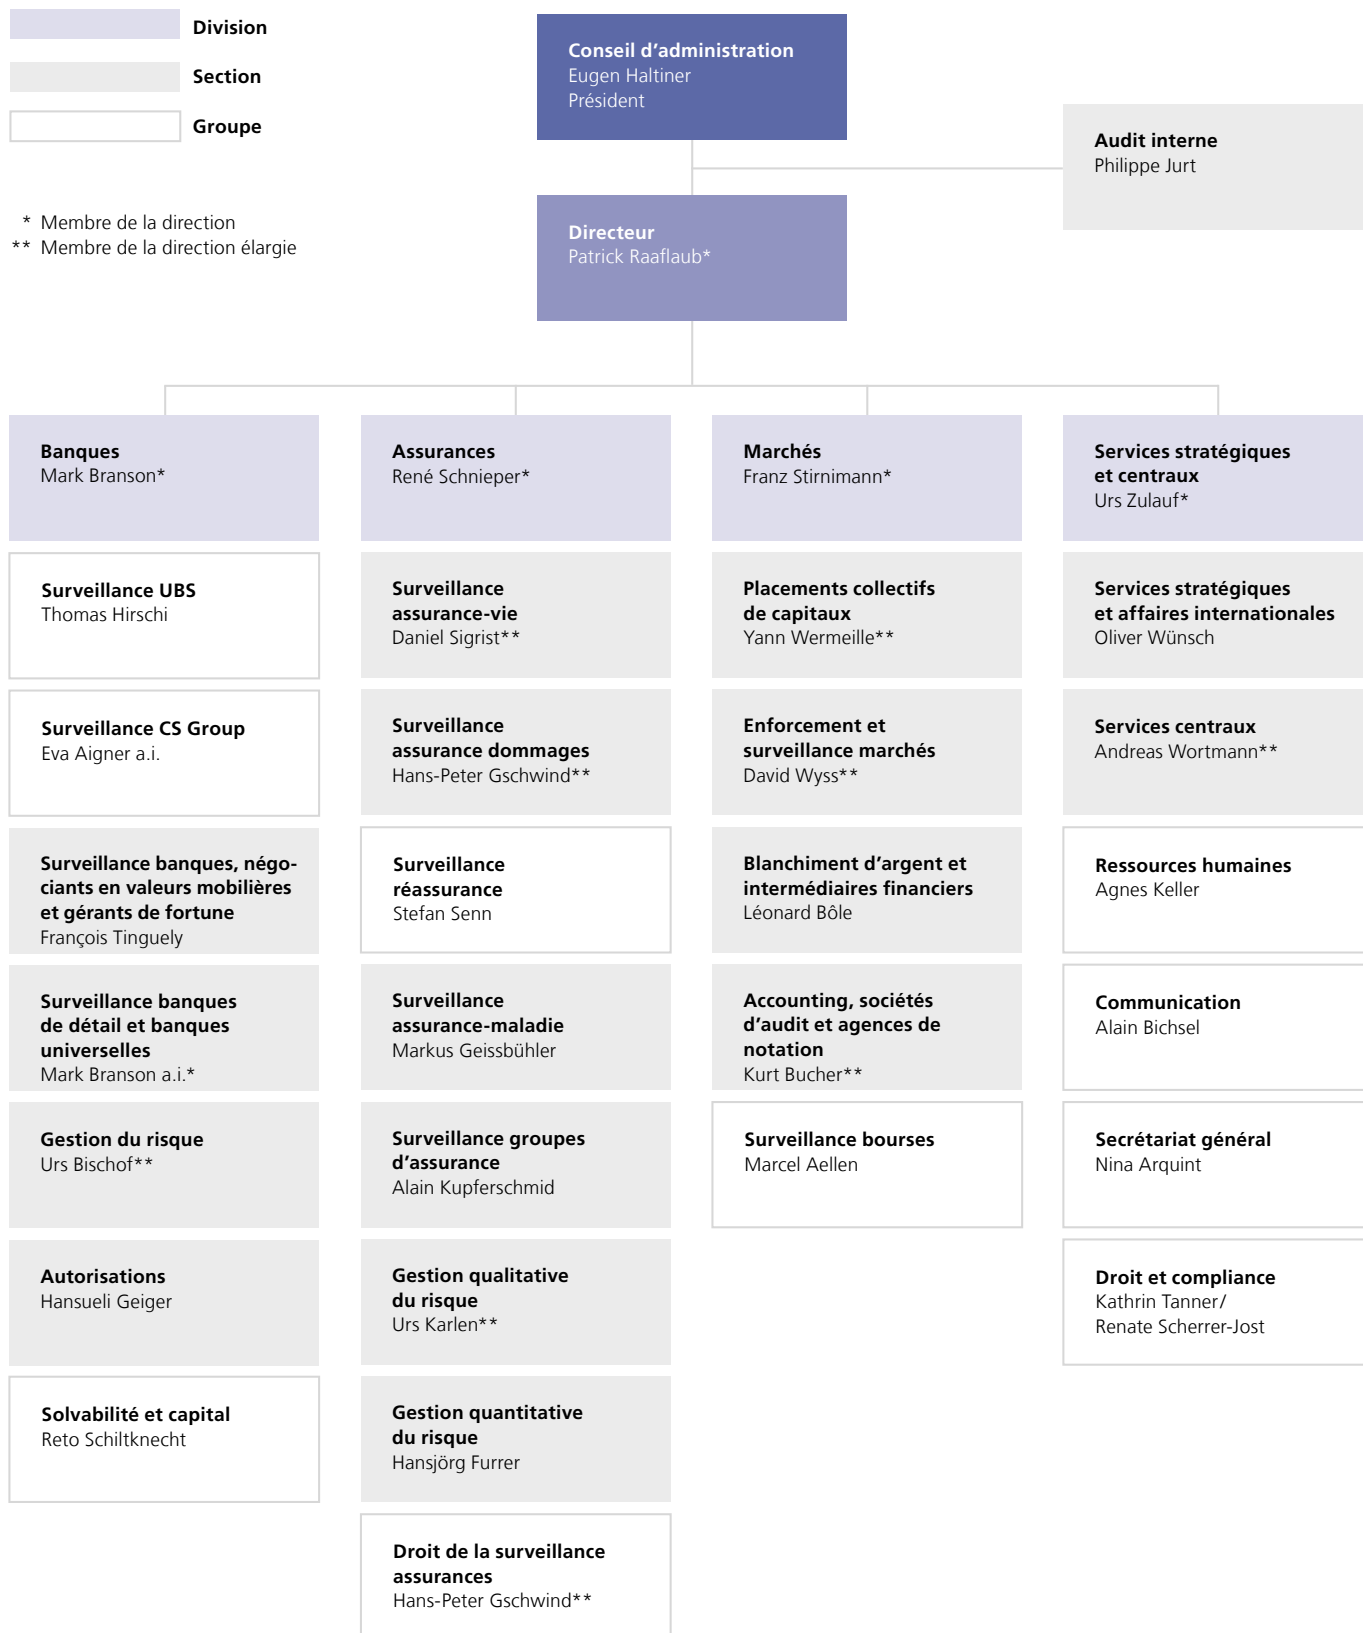 Division
Section
Groupe
* Membre de la direction
** Membre de la direction élargie
Conseil d’administration
Eugen Haltiner
Président
Audit interne
Philippe Jurt
Directeur
Patrick Raaflaub*
Banques
Mark Branson*
Surveillance UBS
Thomas Hirschi
Surveillance CS Group
Eva Aigner a.i.
Surveillance banques, négo-
ciants en valeurs mobilières
et gérants de fortune
François Tinguely
Surveillance banques
de détail et banques
universelles
Mark Branson a.i.*
Gestion du risque
Urs Bischof**
Autorisations
Hansueli Geiger
Solvabilité et capital
Reto Schiltknecht
Assurances
René Schnieper*
Surveillance
assurance-vie
Daniel Sigrist**
Surveillance
assurance dommages
Hans-Peter Gschwind**
Surveillance
réassurance
Stefan Senn
Surveillance
assurance-maladie
Markus Geissbühler
Surveillance groupes
d’assurance
Alain Kupferschmid
Gestion qualitative
du risque
Urs Karlen**
Gestion quantitative
du risque
Hansjörg Furrer
Droit de la surveillance
assurances
Hans-Peter Gschwind**
Marchés
Franz Stirnimann*
Placements collectifs
de capitaux
Yann Wermeille**
Enforcement et
surveillance marchés
David Wyss**
Blanchiment d’argent et
intermédiaires financiers
Léonard Bôle
Accounting, sociétés
d’audit et agences de
notation
Kurt Bucher**
Surveillance bourses
Marcel Aellen
Services stratégiques
et centraux
Urs Zulauf*
Services stratégiques
et affaires internationales
Oliver Wünsch
Services centraux
Andreas Wortmann**
Ressources humaines
Agnes Keller
Communication
Alain Bichsel
Secrétariat général
Nina Arquint
Droit et compliance
Kathrin Tanner/
Renate Scherrer-Jost